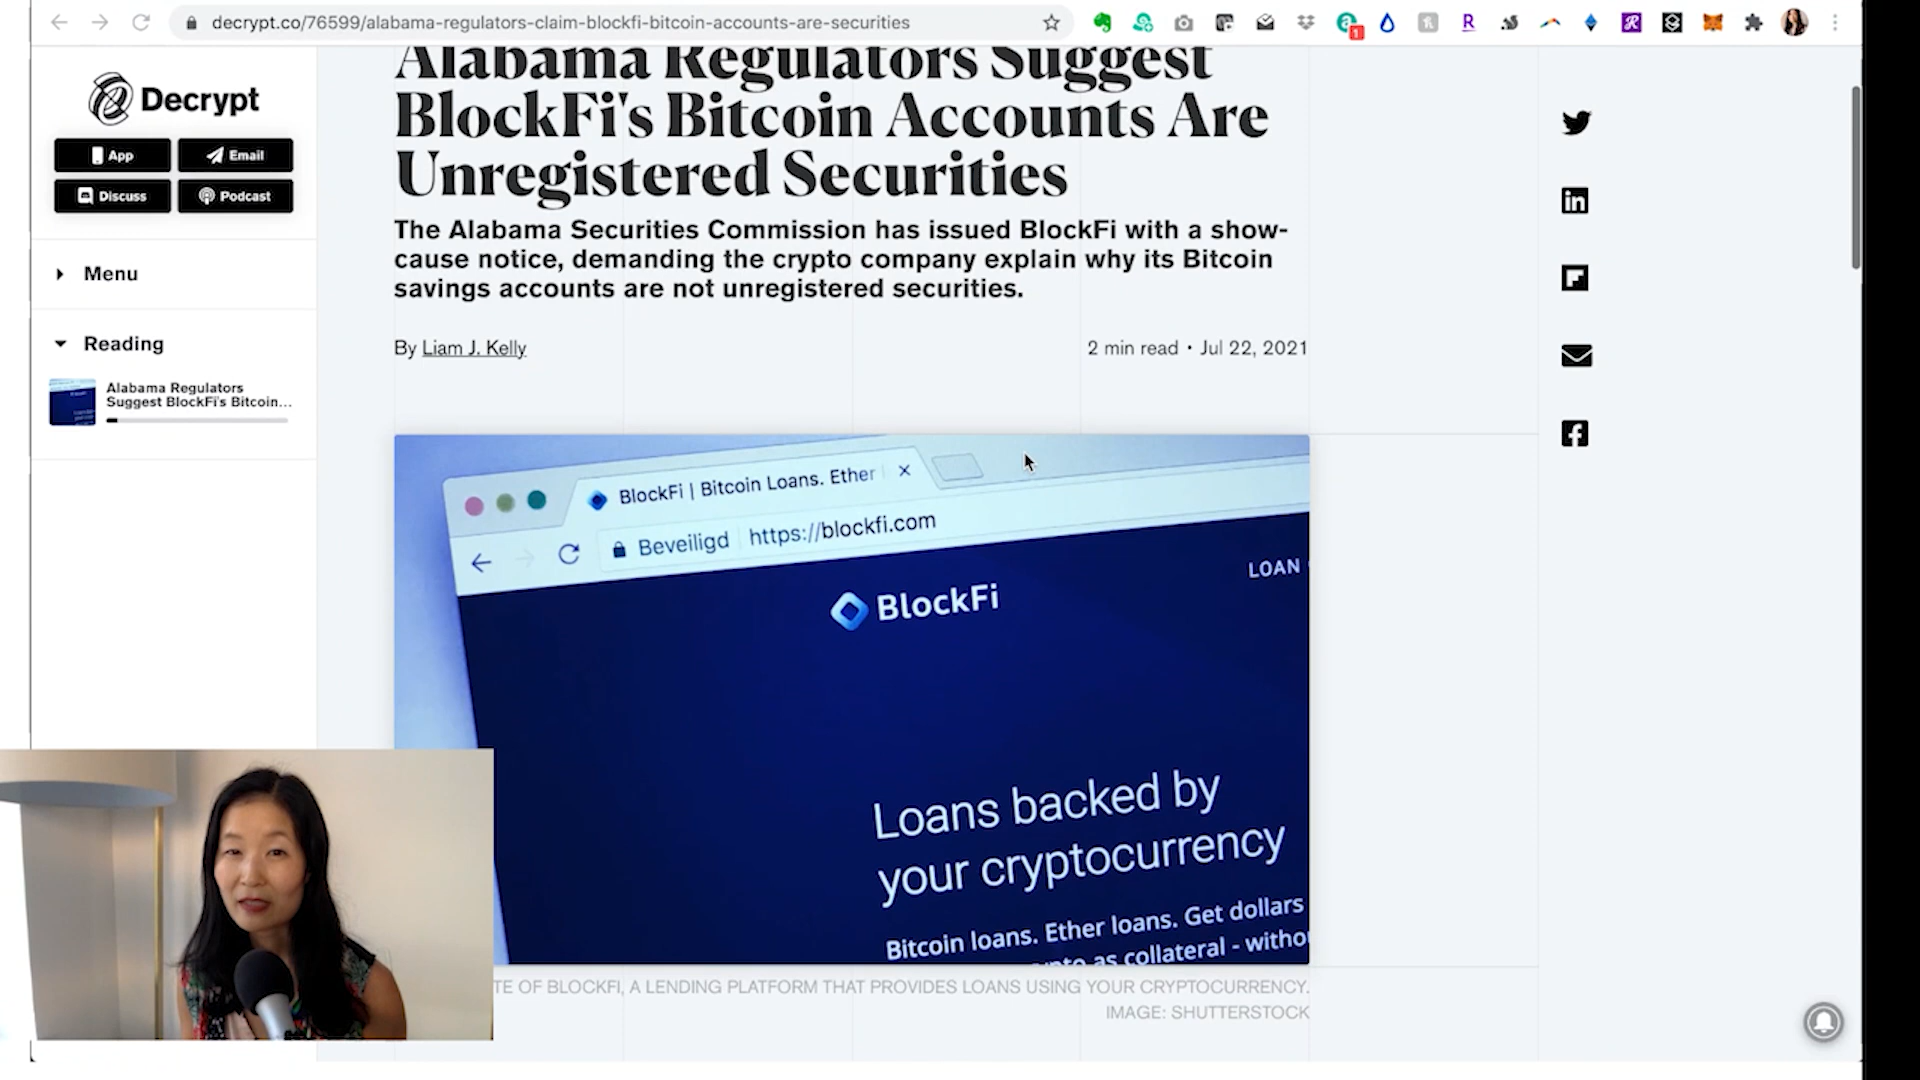 decrypt.co/76599/alabama-regulators-claim-blockfi-bitcoin-accounts-are-securities
1
Decrypt
App
Email
Discuss
Podcast
Menu
Reading
Alabama Regulators
Suggest BlockFi's Bitcoin...
Alabama Regulators Suggest
BlockFi's Bitcoin Accounts Are
Unregistered Securities
The Alabama Securities Commission has issued BlockFi with a show-
cause notice, demanding the crypto company explain why its Bitcoin
savings accounts are not unregistered securities.
By Liam J. Kelly
2 min read • Jul 22, 2021
BlockFi | Bitcoin Loans. Ether
Beveiligd
https://blockfi.com
LOAN
BlockFi
Loans backed by
your cryptocurrency
Bitcoin loans. Ether loans. Get dollars
as collateral -
OF BLOCKFI, A LENDING PLATFORM THAT PROVIDES LOANS USING YOUR CRYPTOCURRENCY.
IMAGE: SHUTTERSTOCK